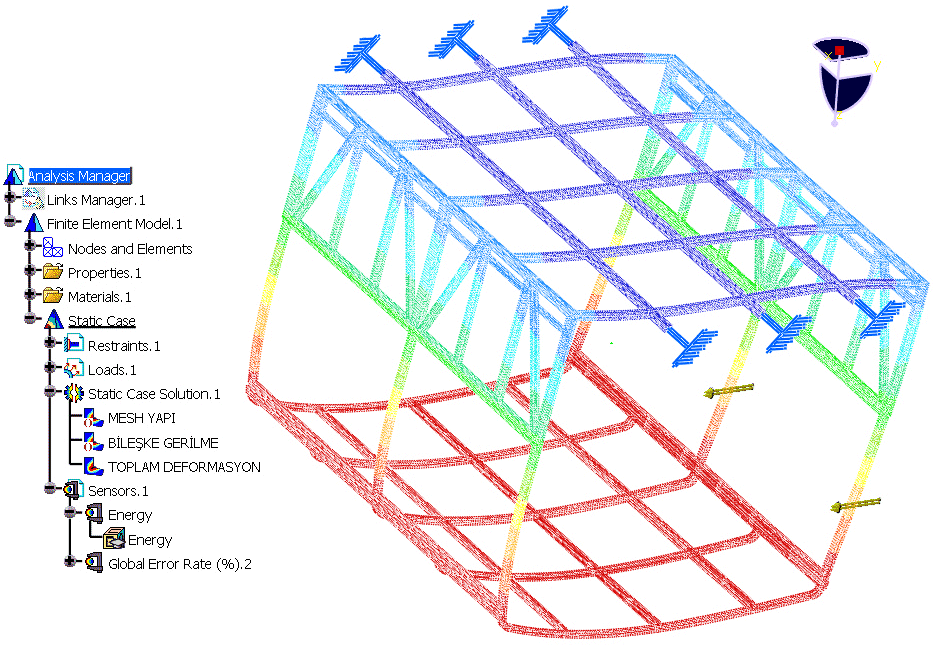 Analysis Manager
Links Manager.1
Finite Element Model.1
Nodes and Elements
Properties.1
Materials.1
Static Case
Restraints.1
Loads.1
Static Case Solution.1
MESH YAPI
BİLEŞKE GERİLME
TOPLAM DEFORMASYON
Sensors.1
Energy
Energy
Global Error Rate (%).2
x
y